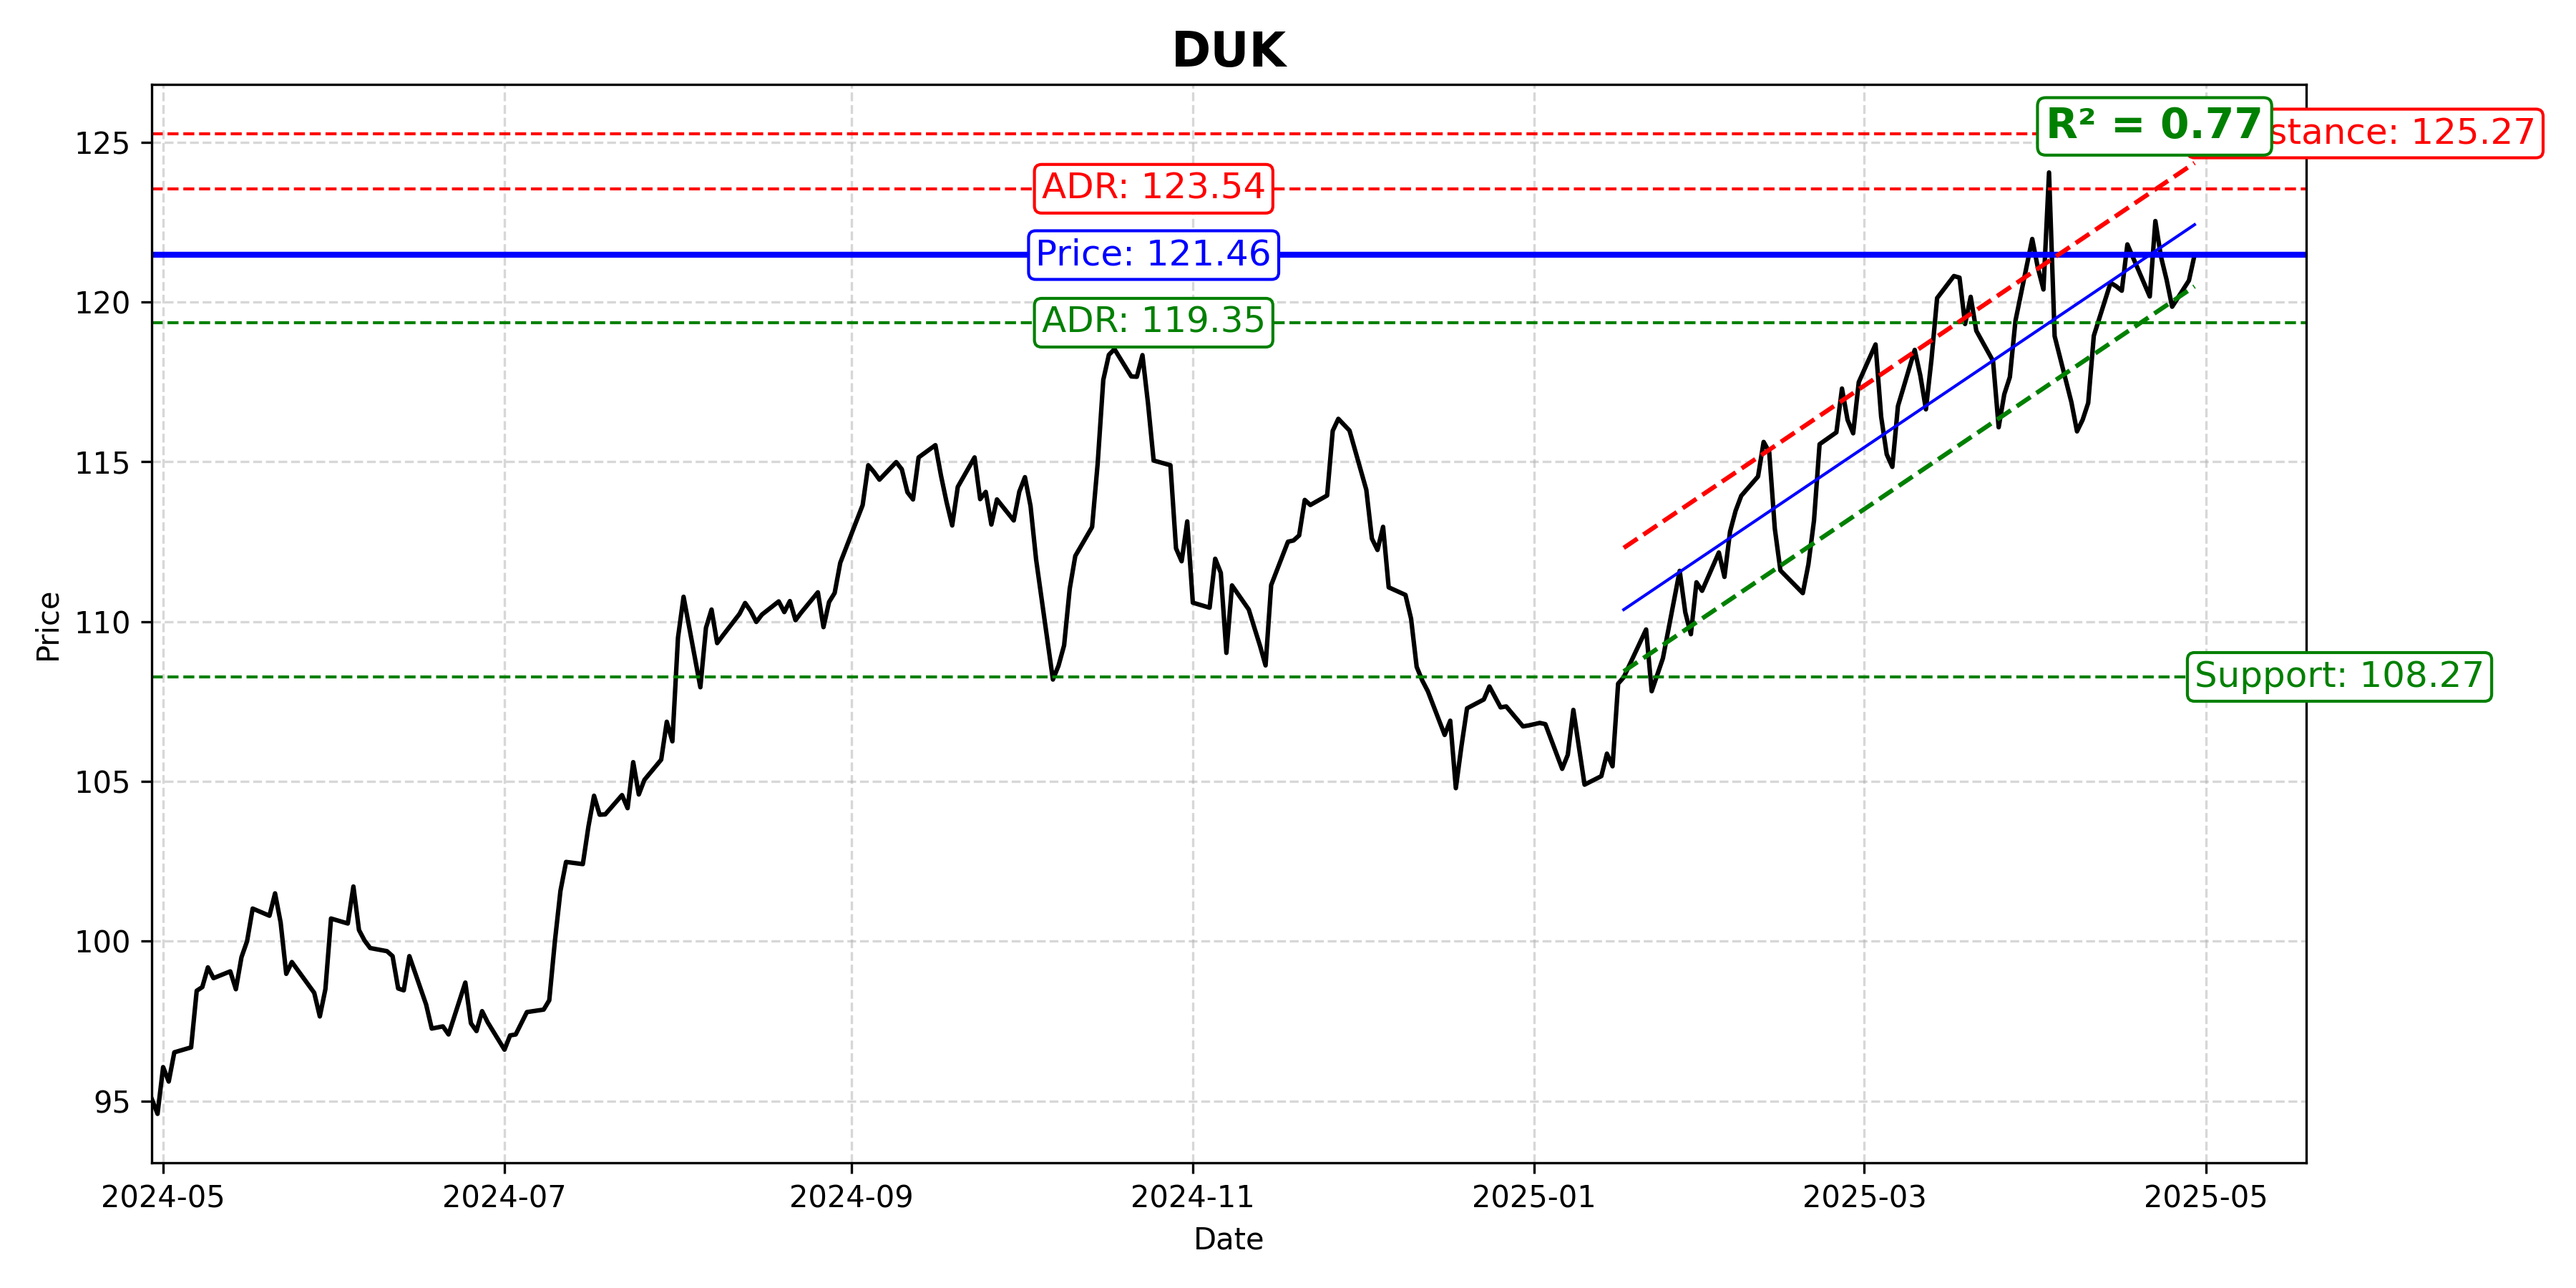 DUK
R² = 0.77
stance: 125.27
ADR: 123.54
Price: 121.46
ADR: 119.35
Support: 108.27
Price
125
120
115
110
105
100
95
2024-05
2024-07
2024-09
2024-11
2025-01
2025-03
2025-05
Date